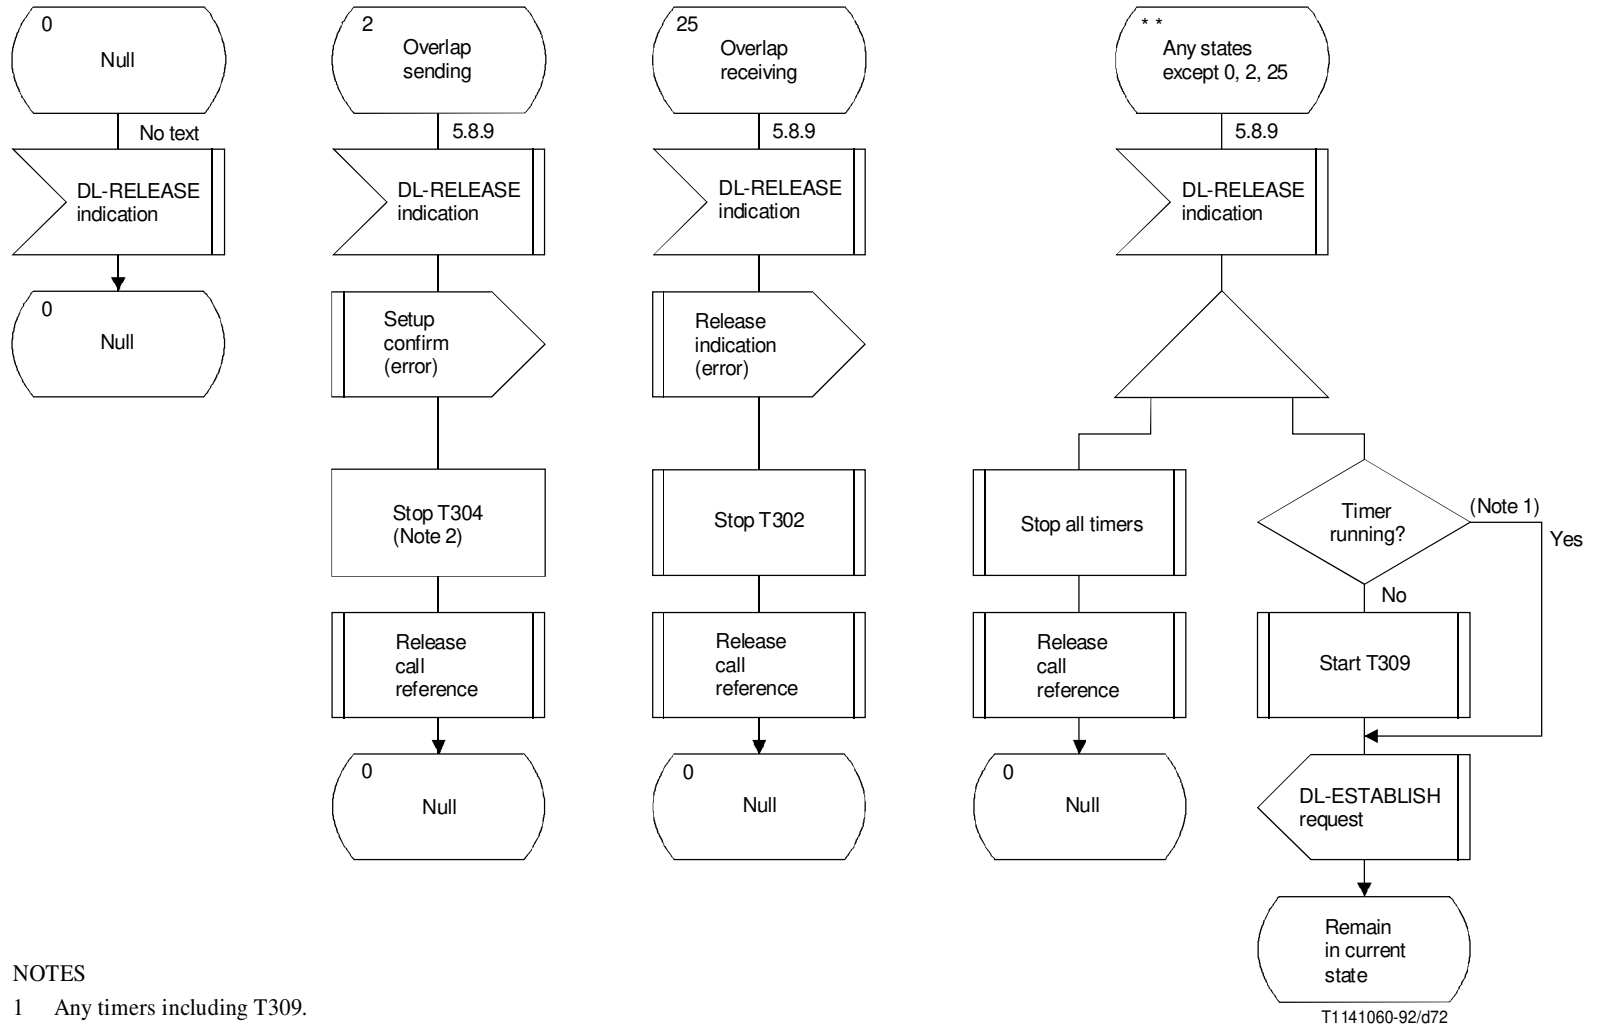 0
Null
No text
DL-RELEASE
indication
0
Null
2
Overlap
sending
5.8.9
DL-RELEASE
indication
Setup
confirm
(error)
Stop T304
(Note 2)
Release
call
reference
0
Null
25
Overlap
receiving
5.8.9
DL-RELEASE
indication
Release
indication
(error)
Stop T302
Release
call
reference
0
Null
* *
Any states
except 0, 2, 25
5.8.9
DL-RELEASE
indication
Stop all timers
Release
call
reference
0
Null
Timer
running?
(Note 1)
Yes
No
Start T309
DL-ESTABLISH
request
Remain
in current
state
T1141060-92/d72
NOTES
1 Any timers including T309.